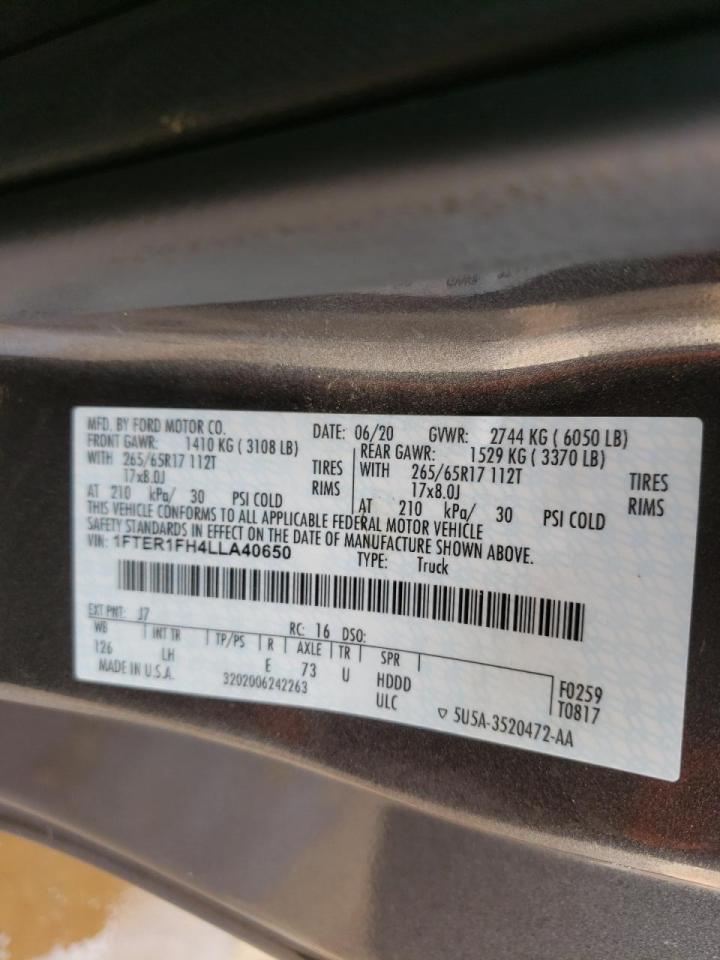 MFD. BY FORD MOTOR CO. DATE: 06/20 GVWR: 2744 KG ( 6050 LB)
FRONT GAWR: 1410 KG ( 3108 LB) REAR GAWR: 1529 KG ( 3370 LB)
WITH 265/65R17 112T TIRES WITH 265/65R17 112T TIRES
17x8.0J RIMS 17x8.0J RIMS
AT 210 kPa/ 30 PSI COLD AT 210 kPa/ 30 PSI COLD
THIS VEHICLE CONFORMS TO ALL APPLICABLE FEDERAL MOTOR VEHICLE
SAFETY STANDARDS IN EFFECT ON THE DATE OF MANUFACTURE SHOWN ABOVE.
VIN: 1FTER1FH4LLA40650 TYPE: Truck
EXT PNT: J7 RC: 16 DSO:
WB INT TR TP/PS R AXLE TR SPR
126 LH E 73 U HDDD F0259
MADE IN U.S.A. 3202006242263 ULC T0817
▽ 5U5A-3520472-AA